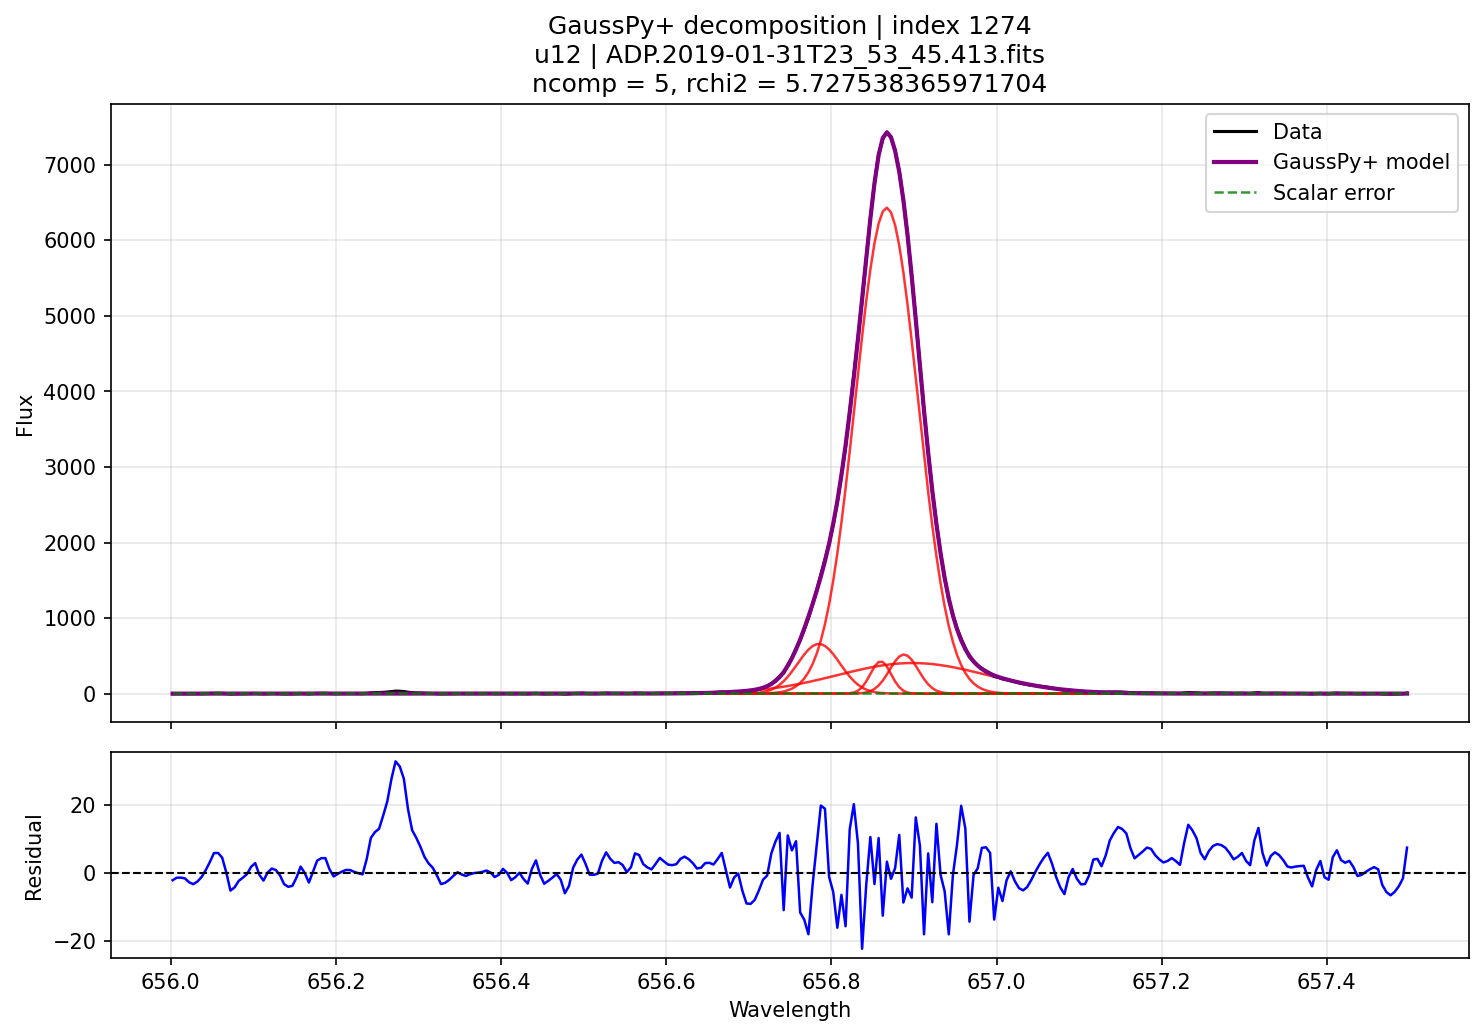 GaussPy+ decomposition | index 1274
u12 | ADP.2019-01-31T23_53_45.413.fits
ncomp = 5, rchi2 = 5.727538365971704
Data
GaussPy+ model
Scalar error
7000
6000
5000
4000
3000
2000
1000
0
Flux
20
0
−20
Residual
656.0 656.2 656.4 656.6 656.8 657.0 657.2 657.4
Wavelength